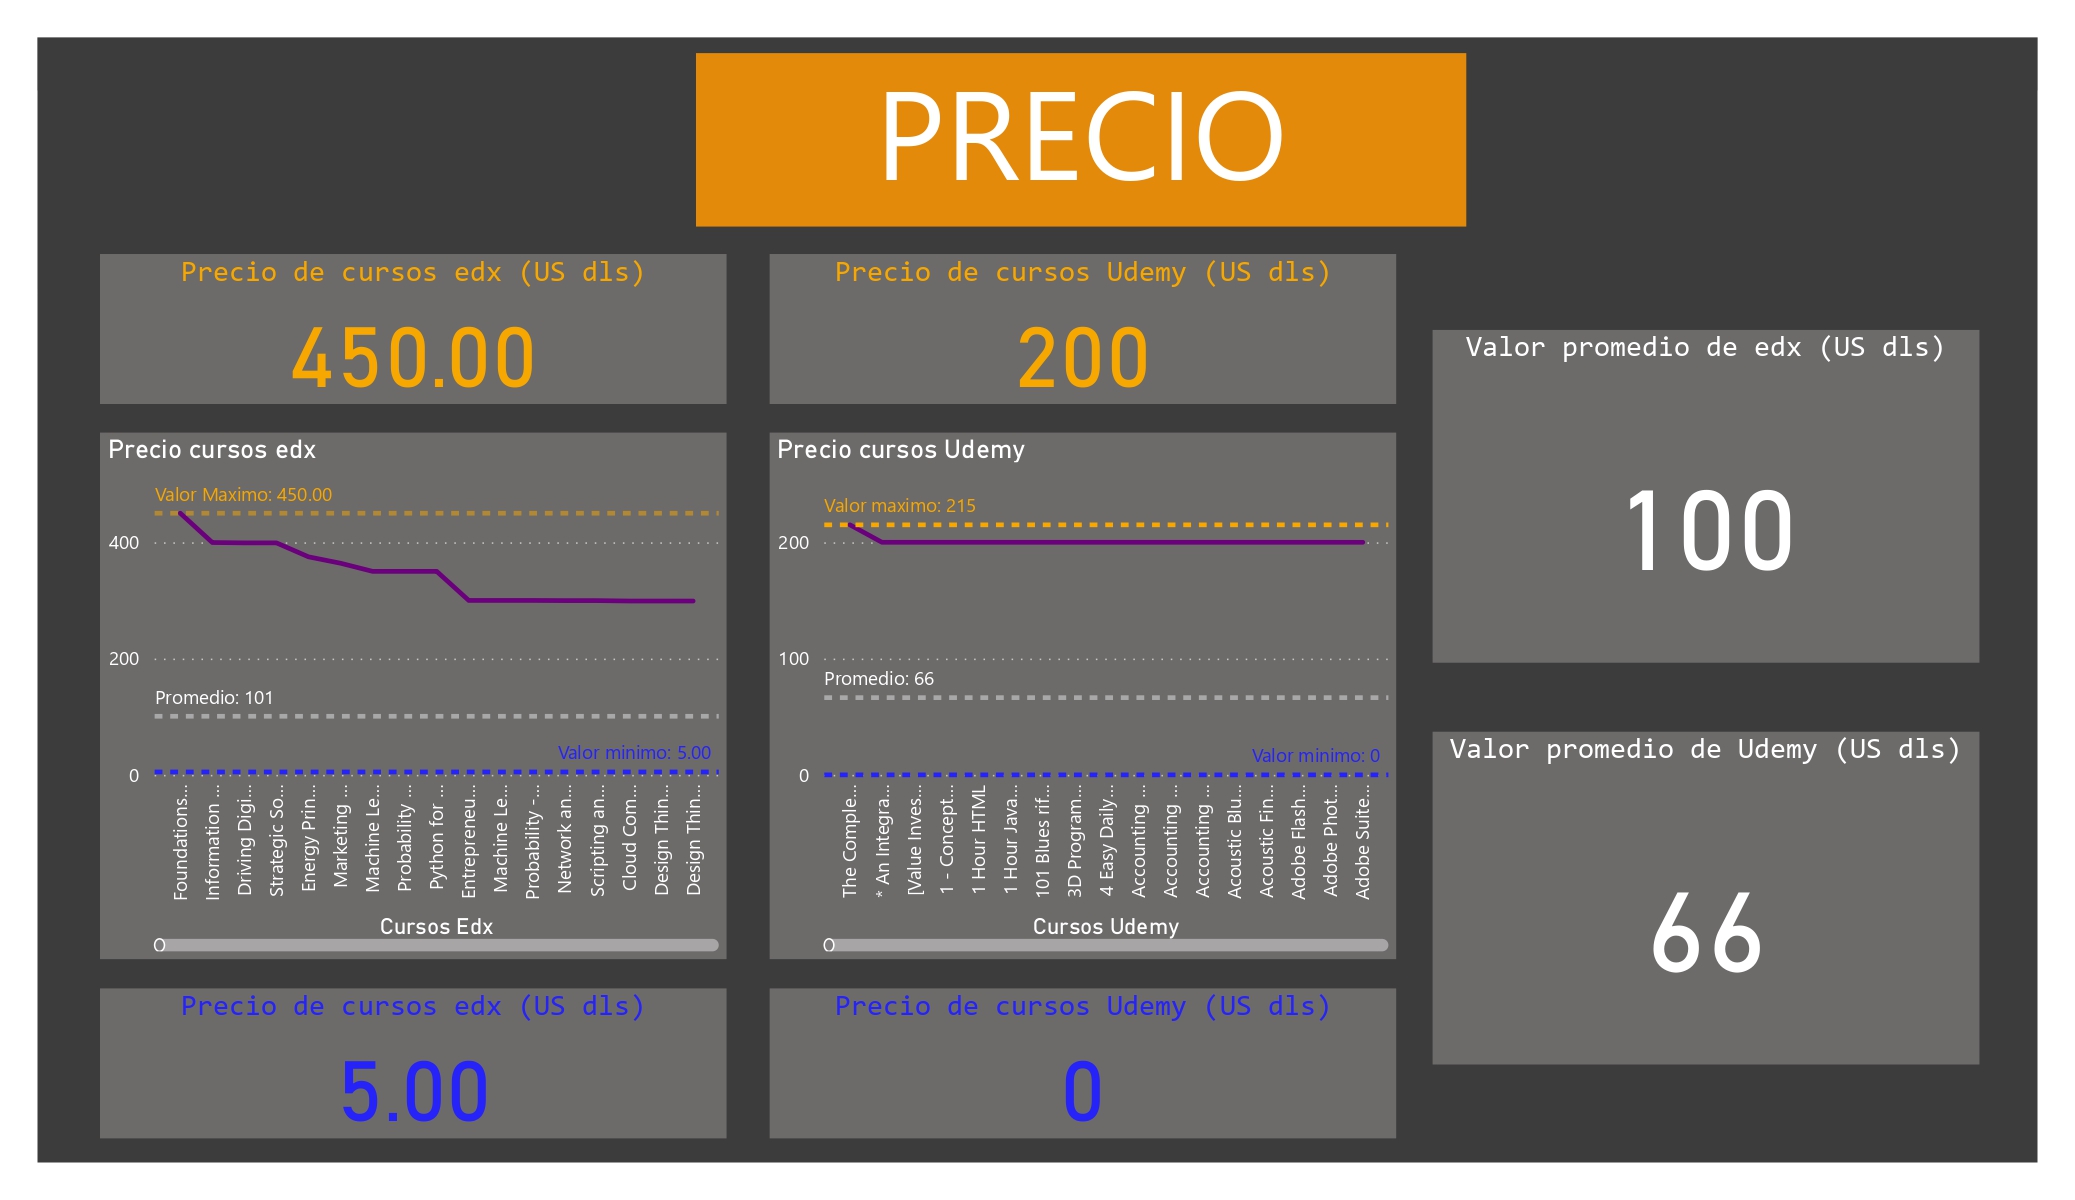 PRECIO
Precio de cursos edx (US dls)
450.00
Precio de cursos Udemy (US dls)
200
Valor promedio de edx (US dls)
100
Precio cursos edx
Valor Maximo: 450.00
400
200
Promedio: 101
Valor minimo: 5.00
0
Foundations...
Information ...
Driving Digi...
Strategic So...
Energy Prin...
Marketing ...
Machine Le...
Probability ...
Python for ...
Entrepreneu...
Machine Le...
Probability -...
Network an...
Scripting an...
Cloud Com...
Design Thin...
Design Thin...
Cursos Edx
Precio cursos Udemy
Valor maximo: 215
200
100
Promedio: 66
Valor minimo: 0
0
The Comple...
* An Integra...
[Value Inves...
1 - Concept...
1 Hour HTML
1 Hour Java...
101 Blues rif...
3D Program...
4 Easy Daily...
Accounting ...
Accounting ...
Accounting ...
Acoustic Blu...
Acoustic Fin...
Adobe Flash...
Adobe Phot...
Adobe Suite...
Cursos Udemy
Valor promedio de Udemy (US dls)
66
Precio de cursos edx (US dls)
5.00
Precio de cursos Udemy (US dls)
0